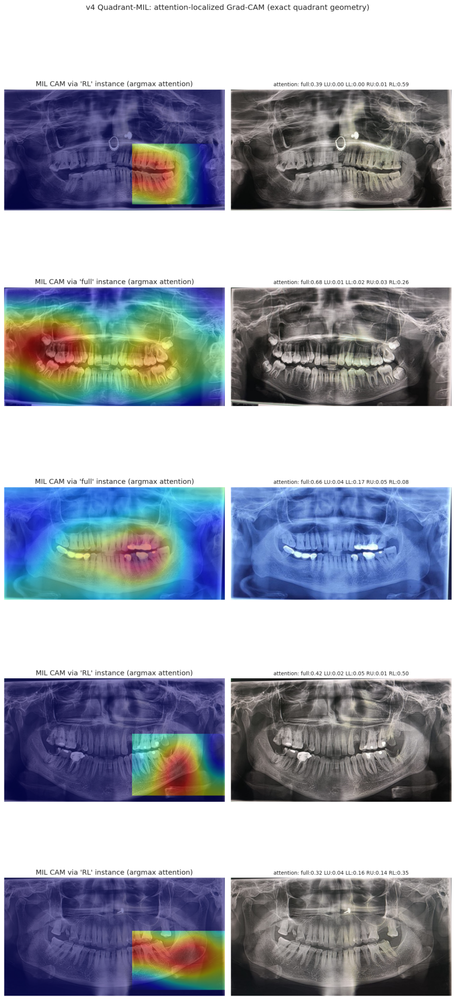 v4 Quadrant-MIL: attention-localized Grad-CAM (exact quadrant geometry)
MIL CAM via 'RL' instance (argmax attention)
attention: full:0.39 LU:0.00 LL:0.00 RU:0.01 RL:0.59
MIL CAM via 'full' instance (argmax attention)
attention: full:0.68 LU:0.01 LL:0.02 RU:0.03 RL:0.26
MIL CAM via 'full' instance (argmax attention)
attention: full:0.66 LU:0.04 LL:0.17 RU:0.05 RL:0.08
MIL CAM via 'RL' instance (argmax attention)
attention: full:0.42 LU:0.02 LL:0.05 RU:0.01 RL:0.50
MIL CAM via 'RL' instance (argmax attention)
attention: full:0.32 LU:0.04 LL:0.16 RU:0.14 RL:0.35